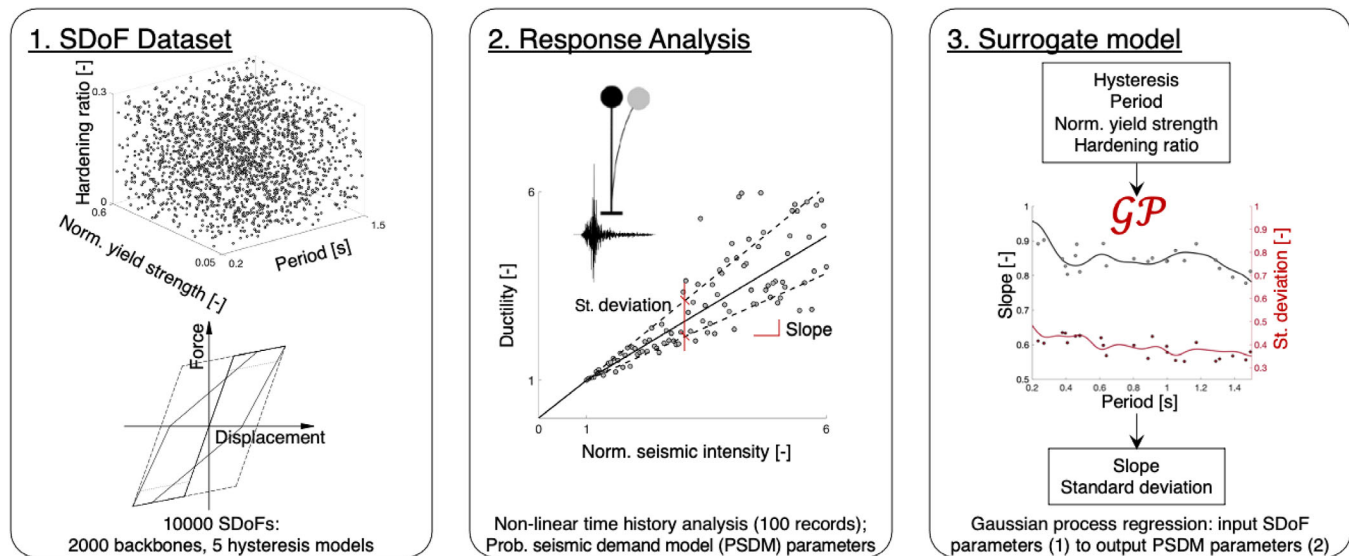 1. SDoF Dataset
Hardening ratio [-]
0.3
0
0.6
Norm. yield strength [-]
0.05
0.2
Period [s]
1.5
Force
Displacement
10000 SDoFs:
2000 backbones, 5 hysteresis models
2. Response Analysis
6
Ductility [-]
St. deviation
Slope
1
0
1
6
Norm. seismic intensity [-]
Non-linear time history analysis (100 records);
Prob. seismic demand model (PSDM) parameters
3. Surrogate model
Hysteresis
Period
Norm. yield strength
Hardening ratio
GP
1
0.9
0.8
0.7
0.6
0.5
Slope [-]
1
0.9
0.8
0.7
0.6
0.5
0.4
0.3
St. deviation [-]
0.2
0.4
0.6
0.8
1
1.2
1.4
Period [s]
Slope
Standard deviation
Gaussian process regression: input SDoF
parameters (1) to output PSDM parameters (2)